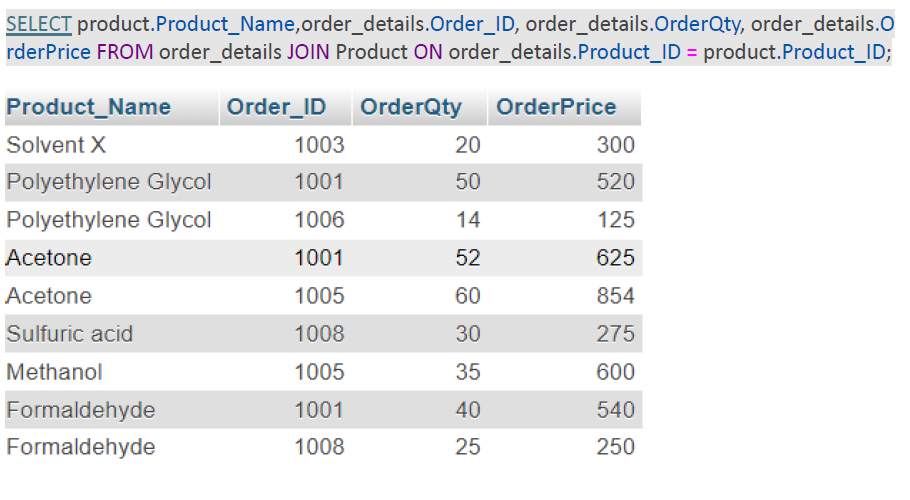 SELECT product.Product_Name,order_details.Order_ID, order_details.OrderQty, order_details.O
rderPrice FROM order_details JOIN Product ON order_details.Product_ID = product.Product_ID;
Product_Name Order_ID OrderQty OrderPrice
Solvent X 1003 20 300
Polyethylene Glycol 1001 50 520
Polyethylene Glycol 1006 14 125
Acetone 1001 52 625
Acetone 1005 60 854
Sulfuric acid 1008 30 275
Methanol 1005 35 600
Formaldehyde 1001 40 540
Formaldehyde 1008 25 250